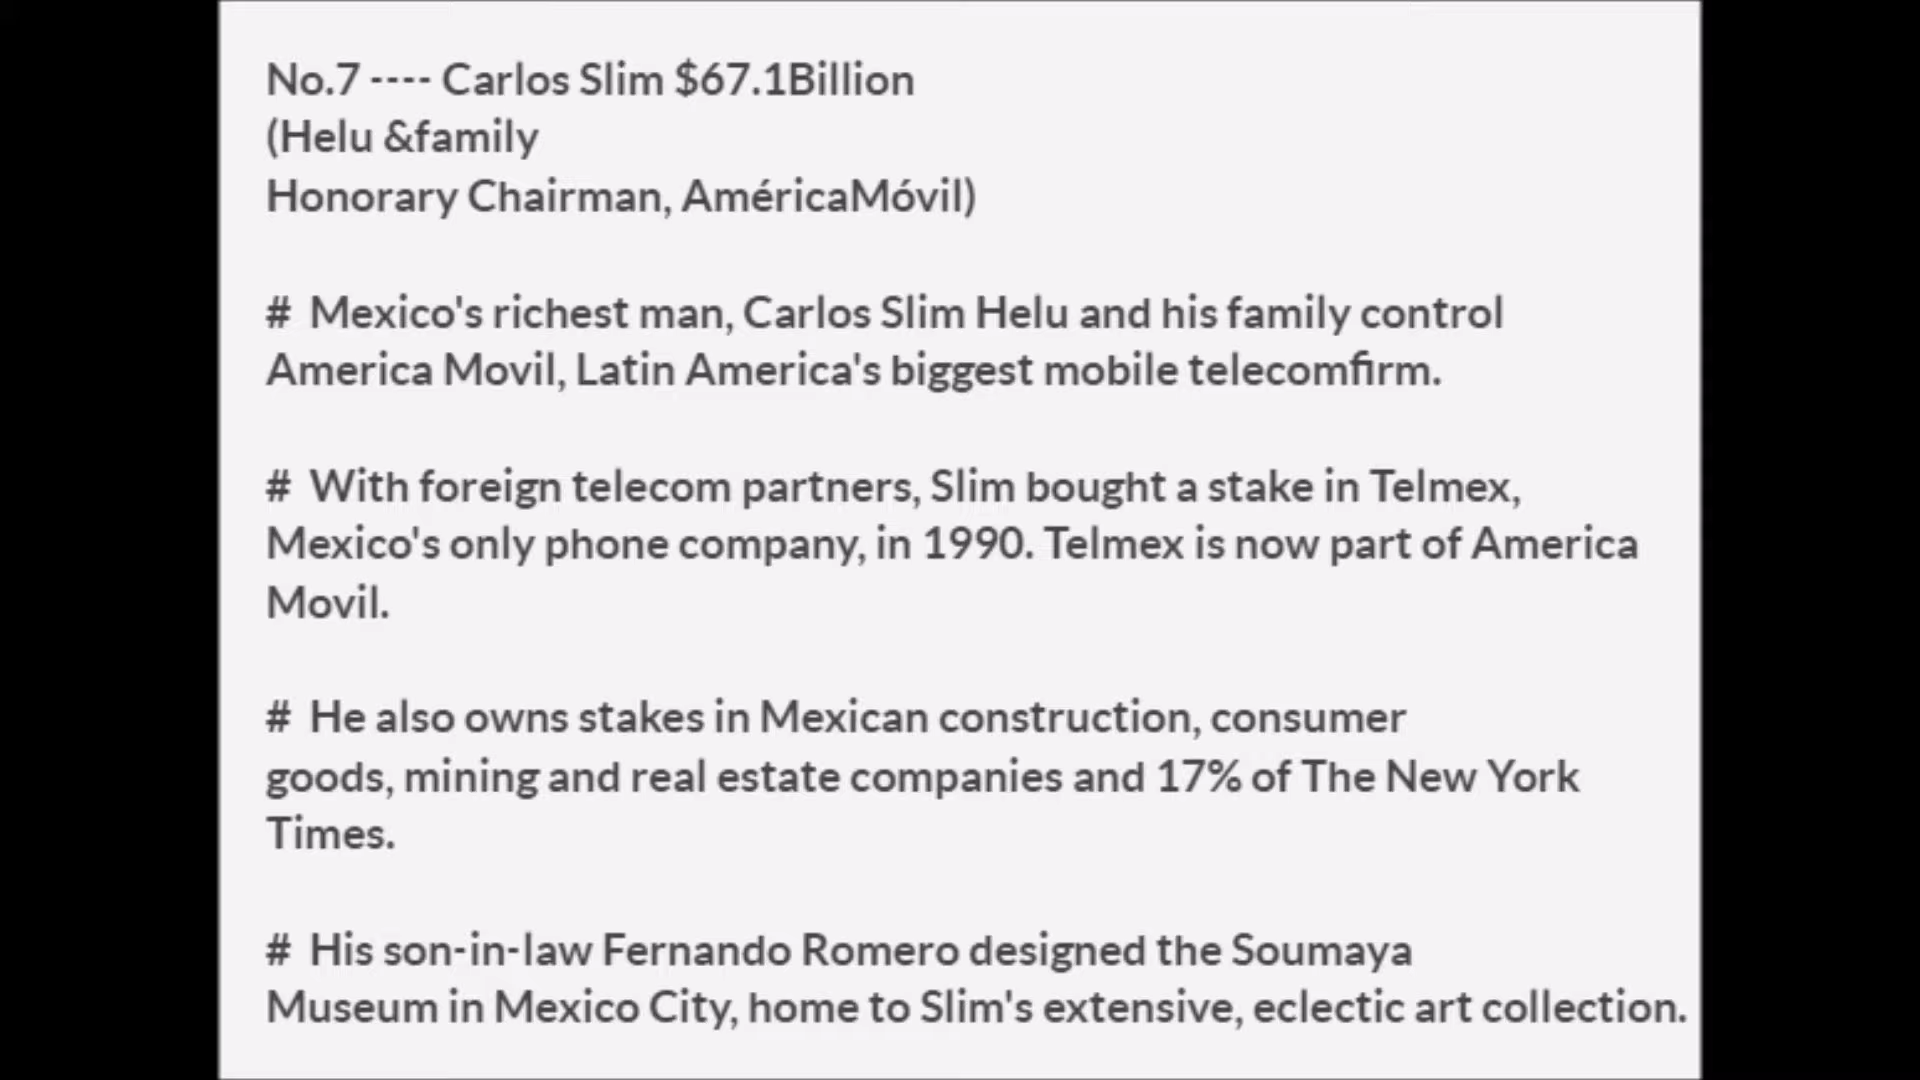 No.7 ---- Carlos Slim $67.1Billion
(Helu &family
Honorary Chairman, AméricaMóvil)
#  Mexico's richest man, Carlos Slim Helu and his family control
America Movil, Latin America's biggest mobile telecomfirm.
#  With foreign telecom partners, Slim bought a stake in Telmex,
Mexico's only phone company, in 1990. Telmex is now part of America
Movil.
#  He also owns stakes in Mexican construction, consumer
goods, mining and real estate companies and 17% of The New York
Times.
#  His son-in-law Fernando Romero designed the Soumaya
Museum in Mexico City, home to Slim's extensive, eclectic art collection.